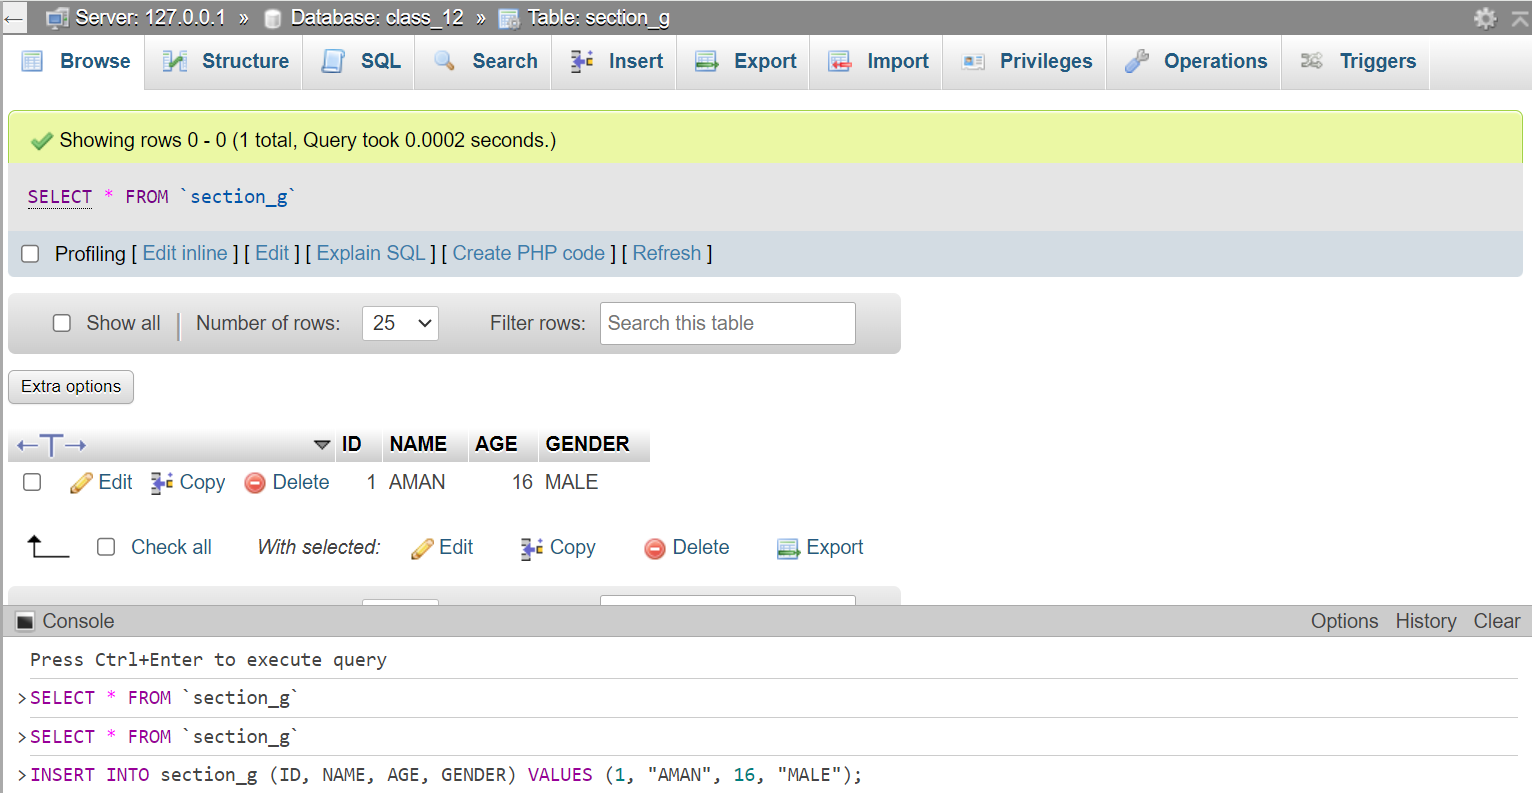 Server: 127.0.0.1 » Database: class_12 » Table: section_g
Browse Structure SQL Search Insert Export Import Privileges Operations Triggers
Showing rows 0 - 0 (1 total, Query took 0.0002 seconds.)
SELECT * FROM `section_g`
Profiling [ Edit inline ] [ Edit ] [ Explain SQL ] [ Create PHP code ] [ Refresh ]
Show all Number of rows: 25 Filter rows: Search this table
Extra options
ID NAME AGE GENDER
Edit Copy Delete 1 AMAN 16 MALE
Check all With selected: Edit Copy Delete Export
Console Options History Clear
Press Ctrl+Enter to execute query
>SELECT * FROM `section_g`
>SELECT * FROM `section_g`
>INSERT INTO section_g (ID, NAME, AGE, GENDER) VALUES (1, "AMAN", 16, "MALE");